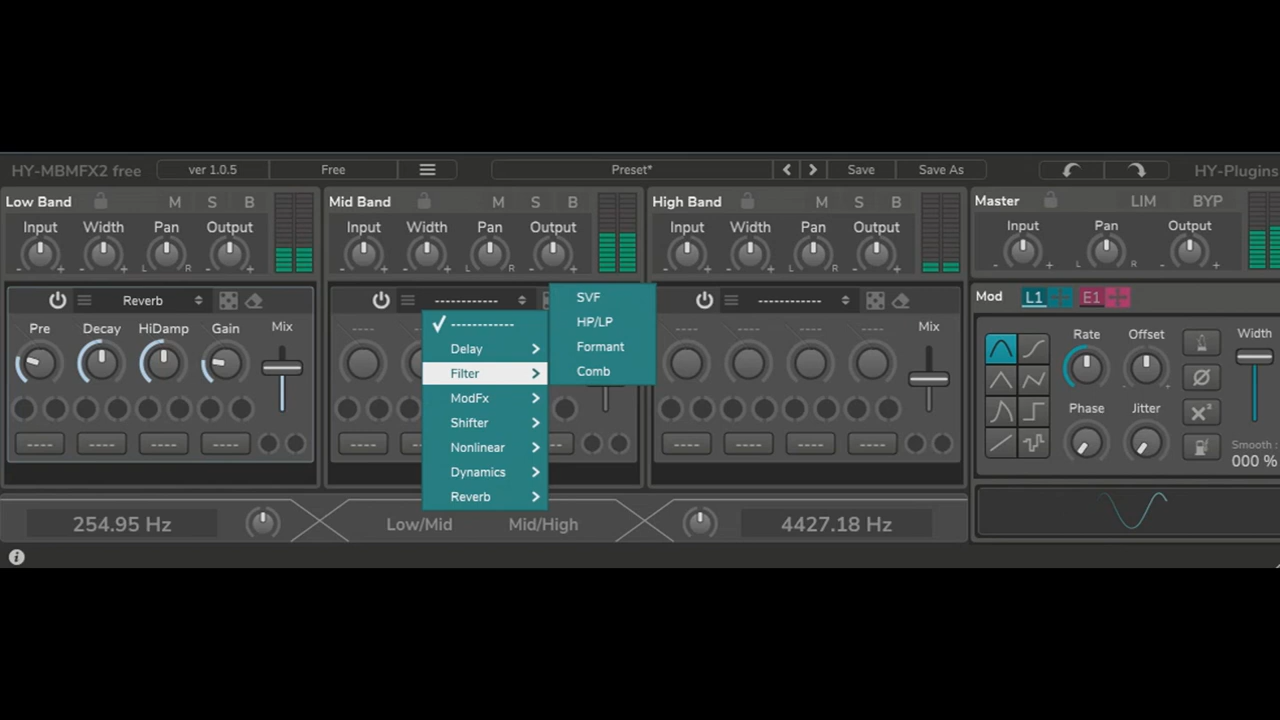 HY-MBMFX2 free ver 1.0.5 Free Preset* Save Save As HY-Plugins
Low Band M S B Mid Band M S B High Band M S B Master LIM BYP
Input Width Pan Output Input Width Pan Output Input Width Pan Output Input Pan Output
- + - + L R - + - + - + L R - + - + - + L R - + - + L R - +
Reverb ------------ ------------ Mod L1 E1
SVF
HP/LP
Formant
Comb
Pre Decay HiDamp Gain Mix ---- ---- ---- ---- ---- Mix Rate Offset Width
------------
Delay
Filter
ModFx
Shifter
Nonlinear
Dynamics
Reverb
- +
Phase Jitter
X²
---- ---- ---- ---- ---- ---- ---- ---- ---- ----
Smooth :
000 %
254.95 Hz Low/Mid Mid/High 4427.18 Hz
i